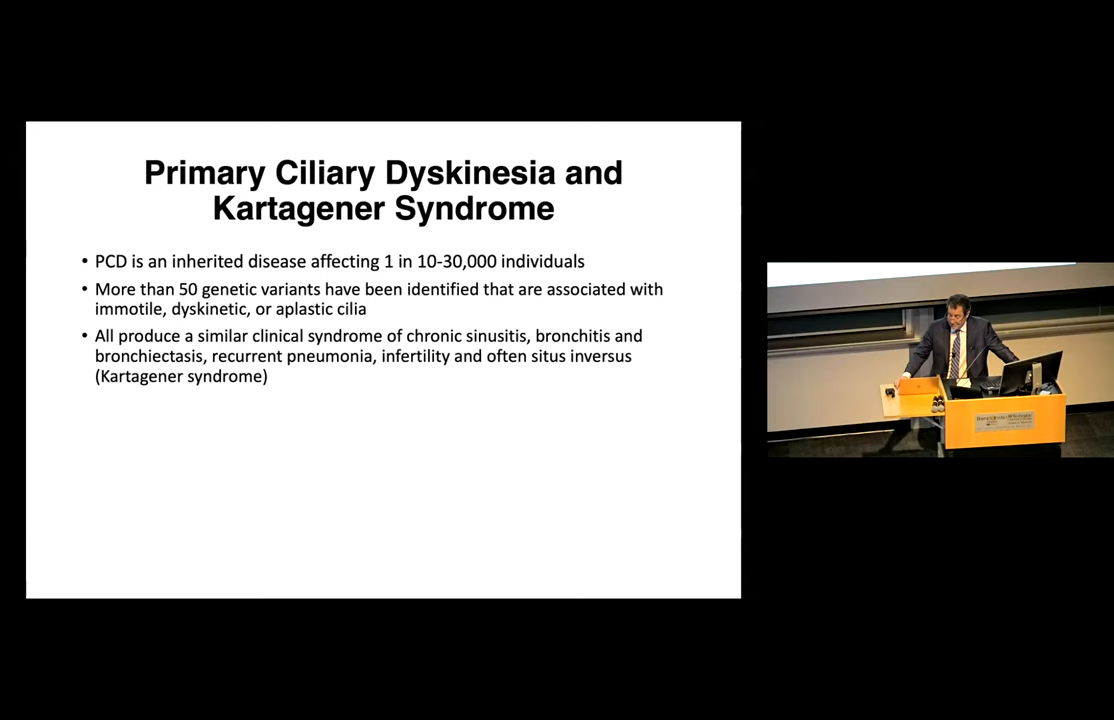 Primary Ciliary Dyskinesia and
Kartagener Syndrome
• PCD is an inherited disease affecting 1 in 10-30,000 individuals
• More than 50 genetic variants have been identified that are associated with
immotile, dyskinetic, or aplastic cilia
• All produce a similar clinical syndrome of chronic sinusitis, bronchitis and
bronchiectasis, recurrent pneumonia, infertility and often situs inversus
(Kartagener syndrome)